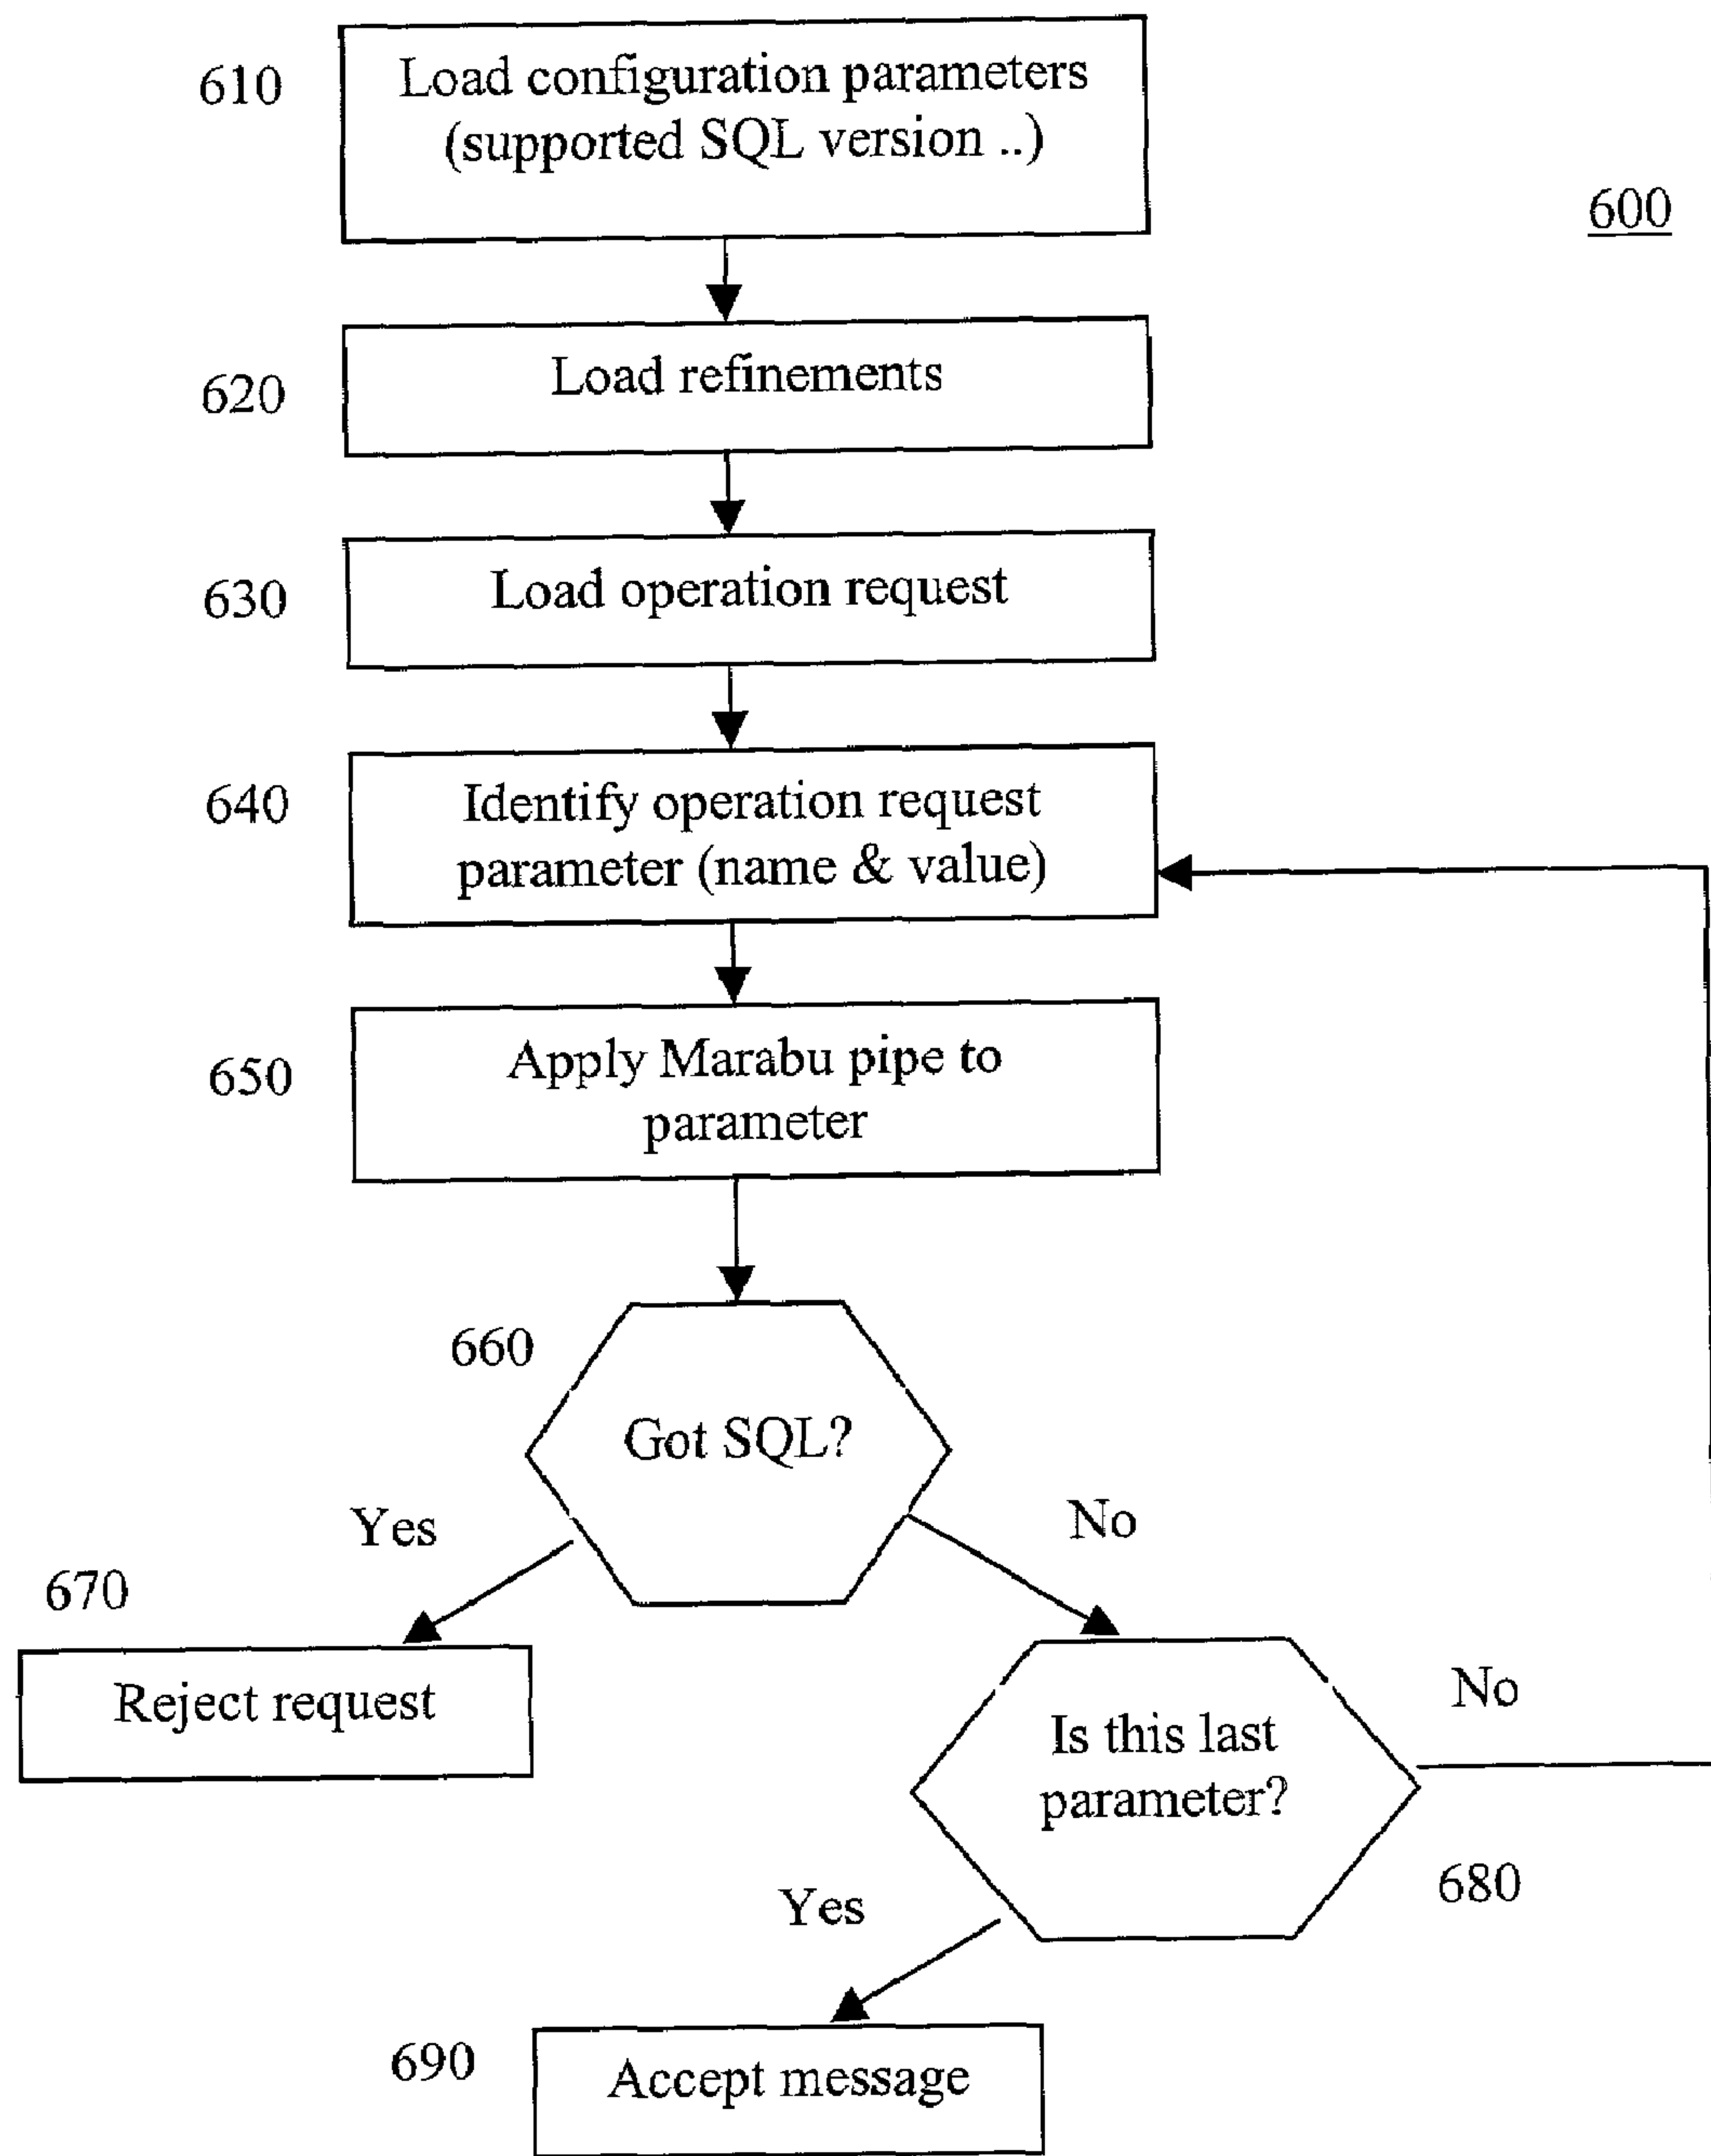 610
Load configuration parameters
(supported SQL version ..)
600
620
Load refinements
630
Load operation request
640
Identify operation request
parameter (name & value)
650
Apply Marabu pipe to
parameter
660
Got SQL?
Yes
No
670
Reject request
No
Is this last
parameter?
680
Yes
690
Accept message